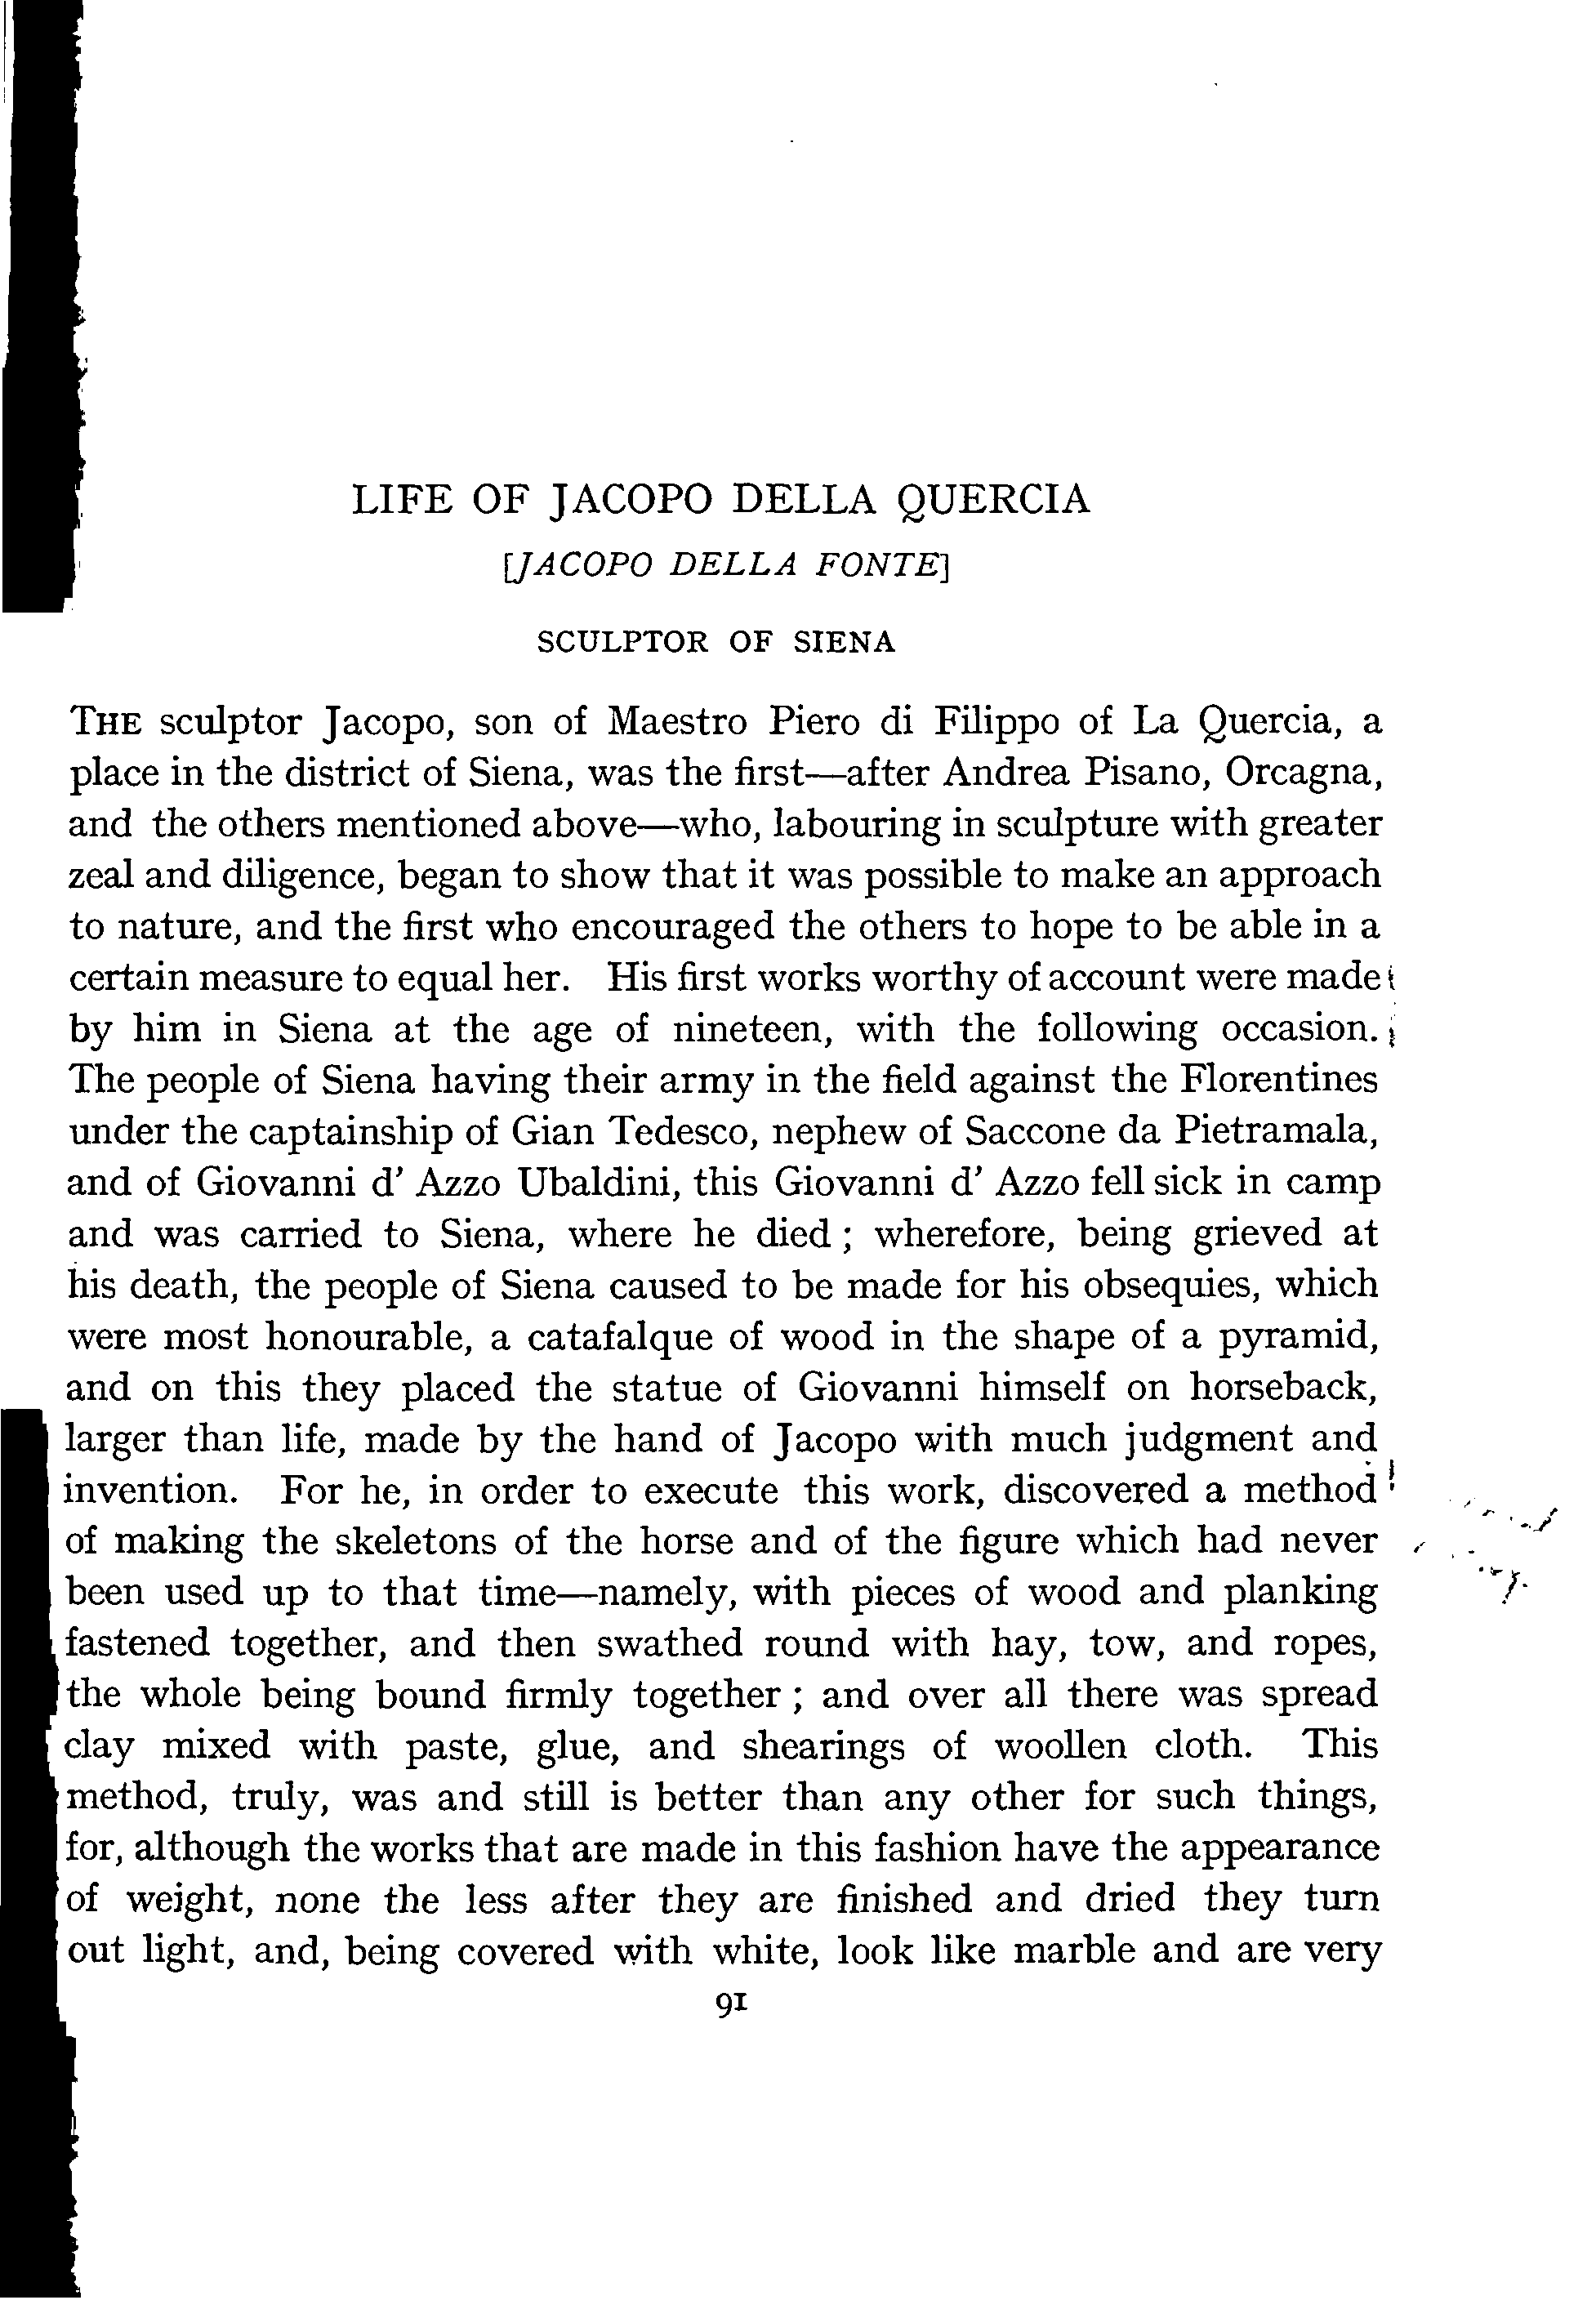 LIFE OF JACOPO DELLA QUERCIA
[JACOPO DELLA FONTE]
SCULPTOR OF SIENA
THE sculptor Jacopo, son of Maestro Piero di Filippo of La Quercia, a
place in the district of Siena, was the first—after Andrea Pisano, Orcagna,
and the others mentioned above—who, labouring in sculpture with greater
zeal and diligence, began to show that it was possible to make an approach
to nature, and the first who encouraged the others to hope to be able in a
certain measure to equal her. His first works worthy of account were made
by him in Siena at the age of nineteen, with the following occasion.
The people of Siena having their army in the field against the Florentines
under the captainship of Gian Tedesco, nephew of Saccone da Pietramala,
and of Giovanni d' Azzo Ubaldini, this Giovanni d' Azzo fell sick in camp
and was carried to Siena, where he died ; wherefore, being grieved at
his death, the people of Siena caused to be made for his obsequies, which
were most honourable, a catafalque of wood in the shape of a pyramid,
and on this they placed the statue of Giovanni himself on horseback,
larger than life, made by the hand of Jacopo with much judgment and
invention. For he, in order to execute this work, discovered a method
of making the skeletons of the horse and of the figure which had never
been used up to that time—namely, with pieces of wood and planking
fastened together, and then swathed round with hay, tow, and ropes,
the whole being bound firmly together ; and over all there was spread
clay mixed with paste, glue, and shearings of woollen cloth. This
method, truly, was and still is better than any other for such things,
for, although the works that are made in this fashion have the appearance
of weight, none the less after they are finished and dried they turn
out light, and, being covered with white, look like marble and are very
91